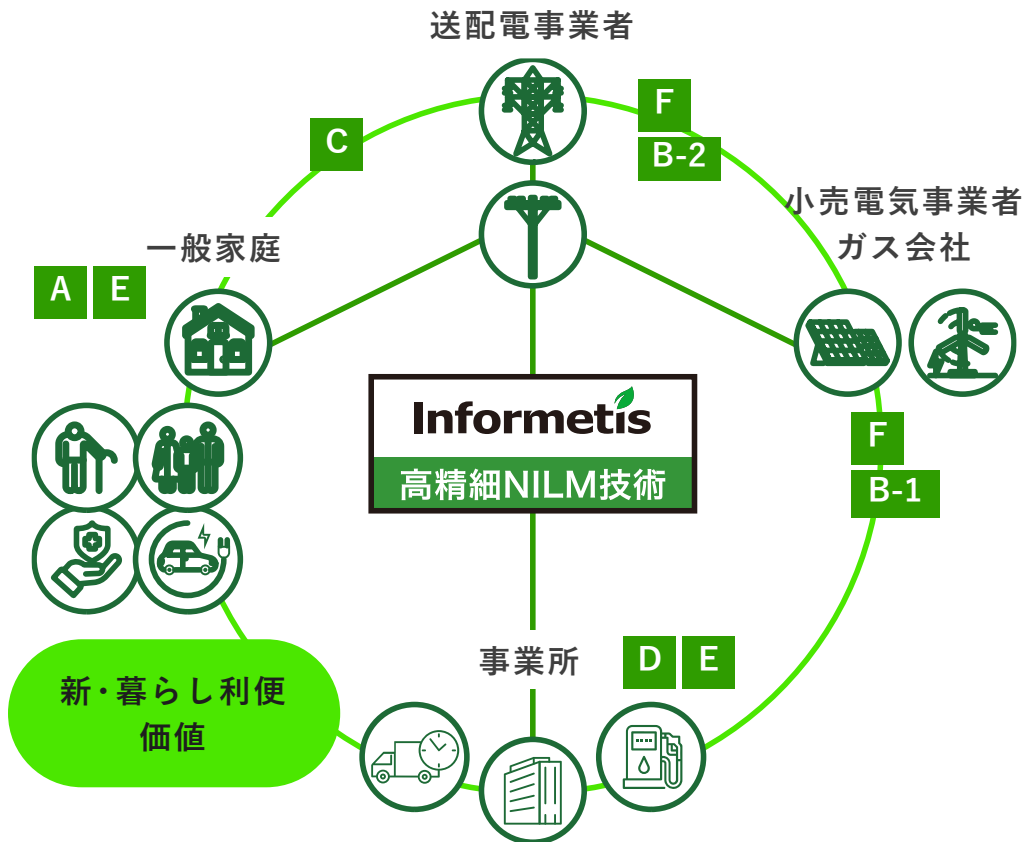 送配電事業者
F
C
B-2
小売電気事業者
ガス会社
一般家庭
A E
Informetis
高精細NILM技術
F
B-1
事業所
D E
新・暮らし利便
価値